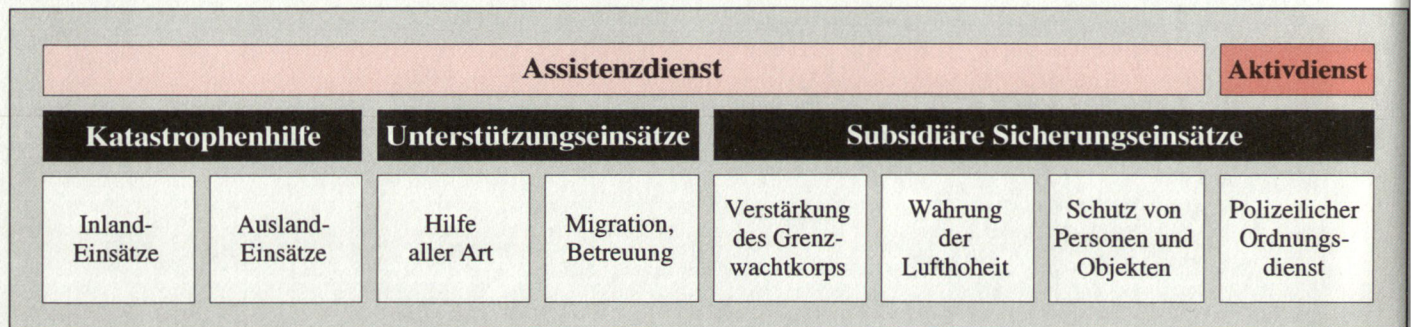 Assistenzdienst
Aktivdienst
Katastrophenhilfe
Unterstützungseinsätze
Subsidiäre Sicherungseinsätze
Inland-
Einsätze
Ausland-
Einsätze
Hilfe
aller Art
Migration,
Betreuung
Verstärkung
des Grenz-
wachtkorps
Wahrung
der
Lufthoheit
Schutz von
Personen und
Objekten
Polizeilicher
Ordnungs-
dienst